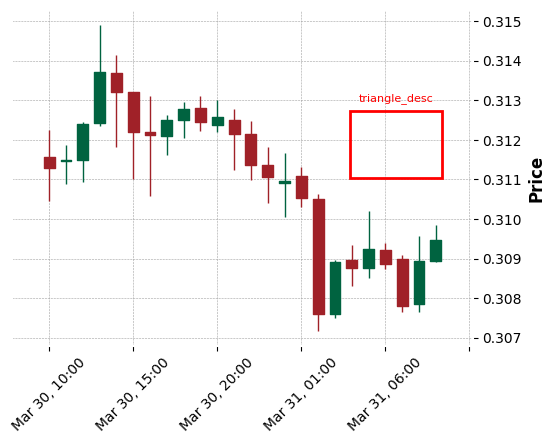 0.315
0.314
triangle_desc
0.313
0.312
0.311
Price
0.310
0.309
0.308
0.307
Mar 30, 10:00
Mar 30, 15:00
Mar 30, 20:00
Mar 31, 01:00
Mar 31, 06:00